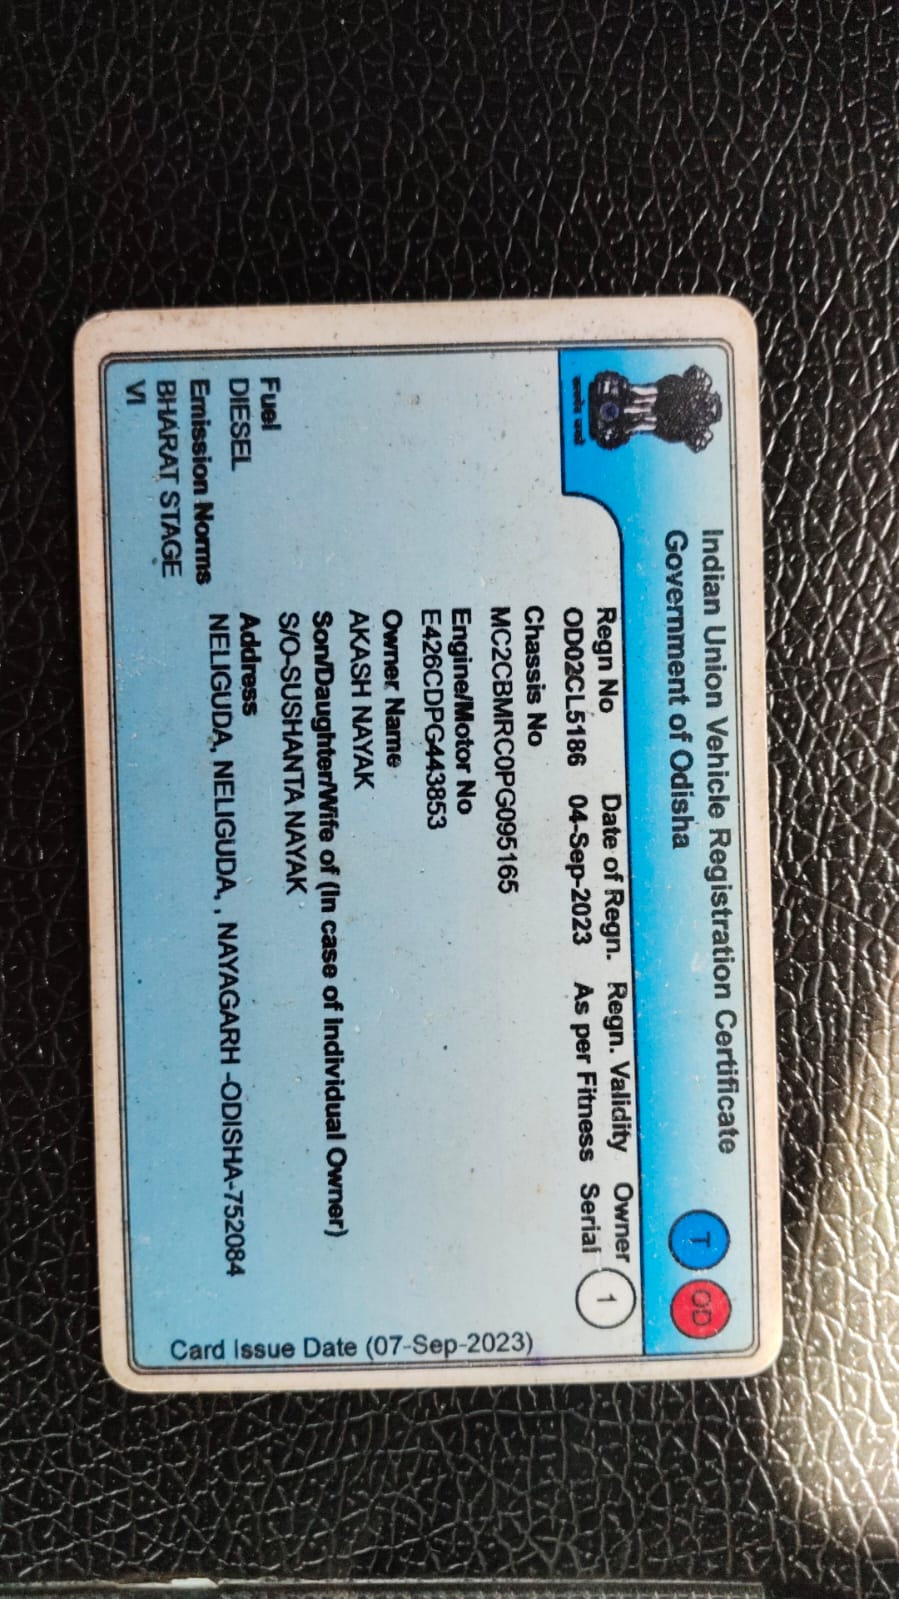 Indian Union Vehicle Registration Certificate
Government of Odisha
T OD
Regn No Date of Regn. Regn. Validity Owner
OD02CL5186 04-Sep-2023 As per Fitness Serial 1
Chassis No
MC2CBMRC0PG095165
Engine/Motor No
E426CDPG443853
Owner Name
AKASH NAYAK
Son/Daughter/Wife of (In case of Individual Owner)
S/O-SUSHANTA NAYAK
Fuel
DIESEL
Emission Norms
BHARAT STAGE
VI
Address
NELIGUDA, NELIGUDA, , NAYAGARH -ODISHA-752084
Card Issue Date (07-Sep-2023)